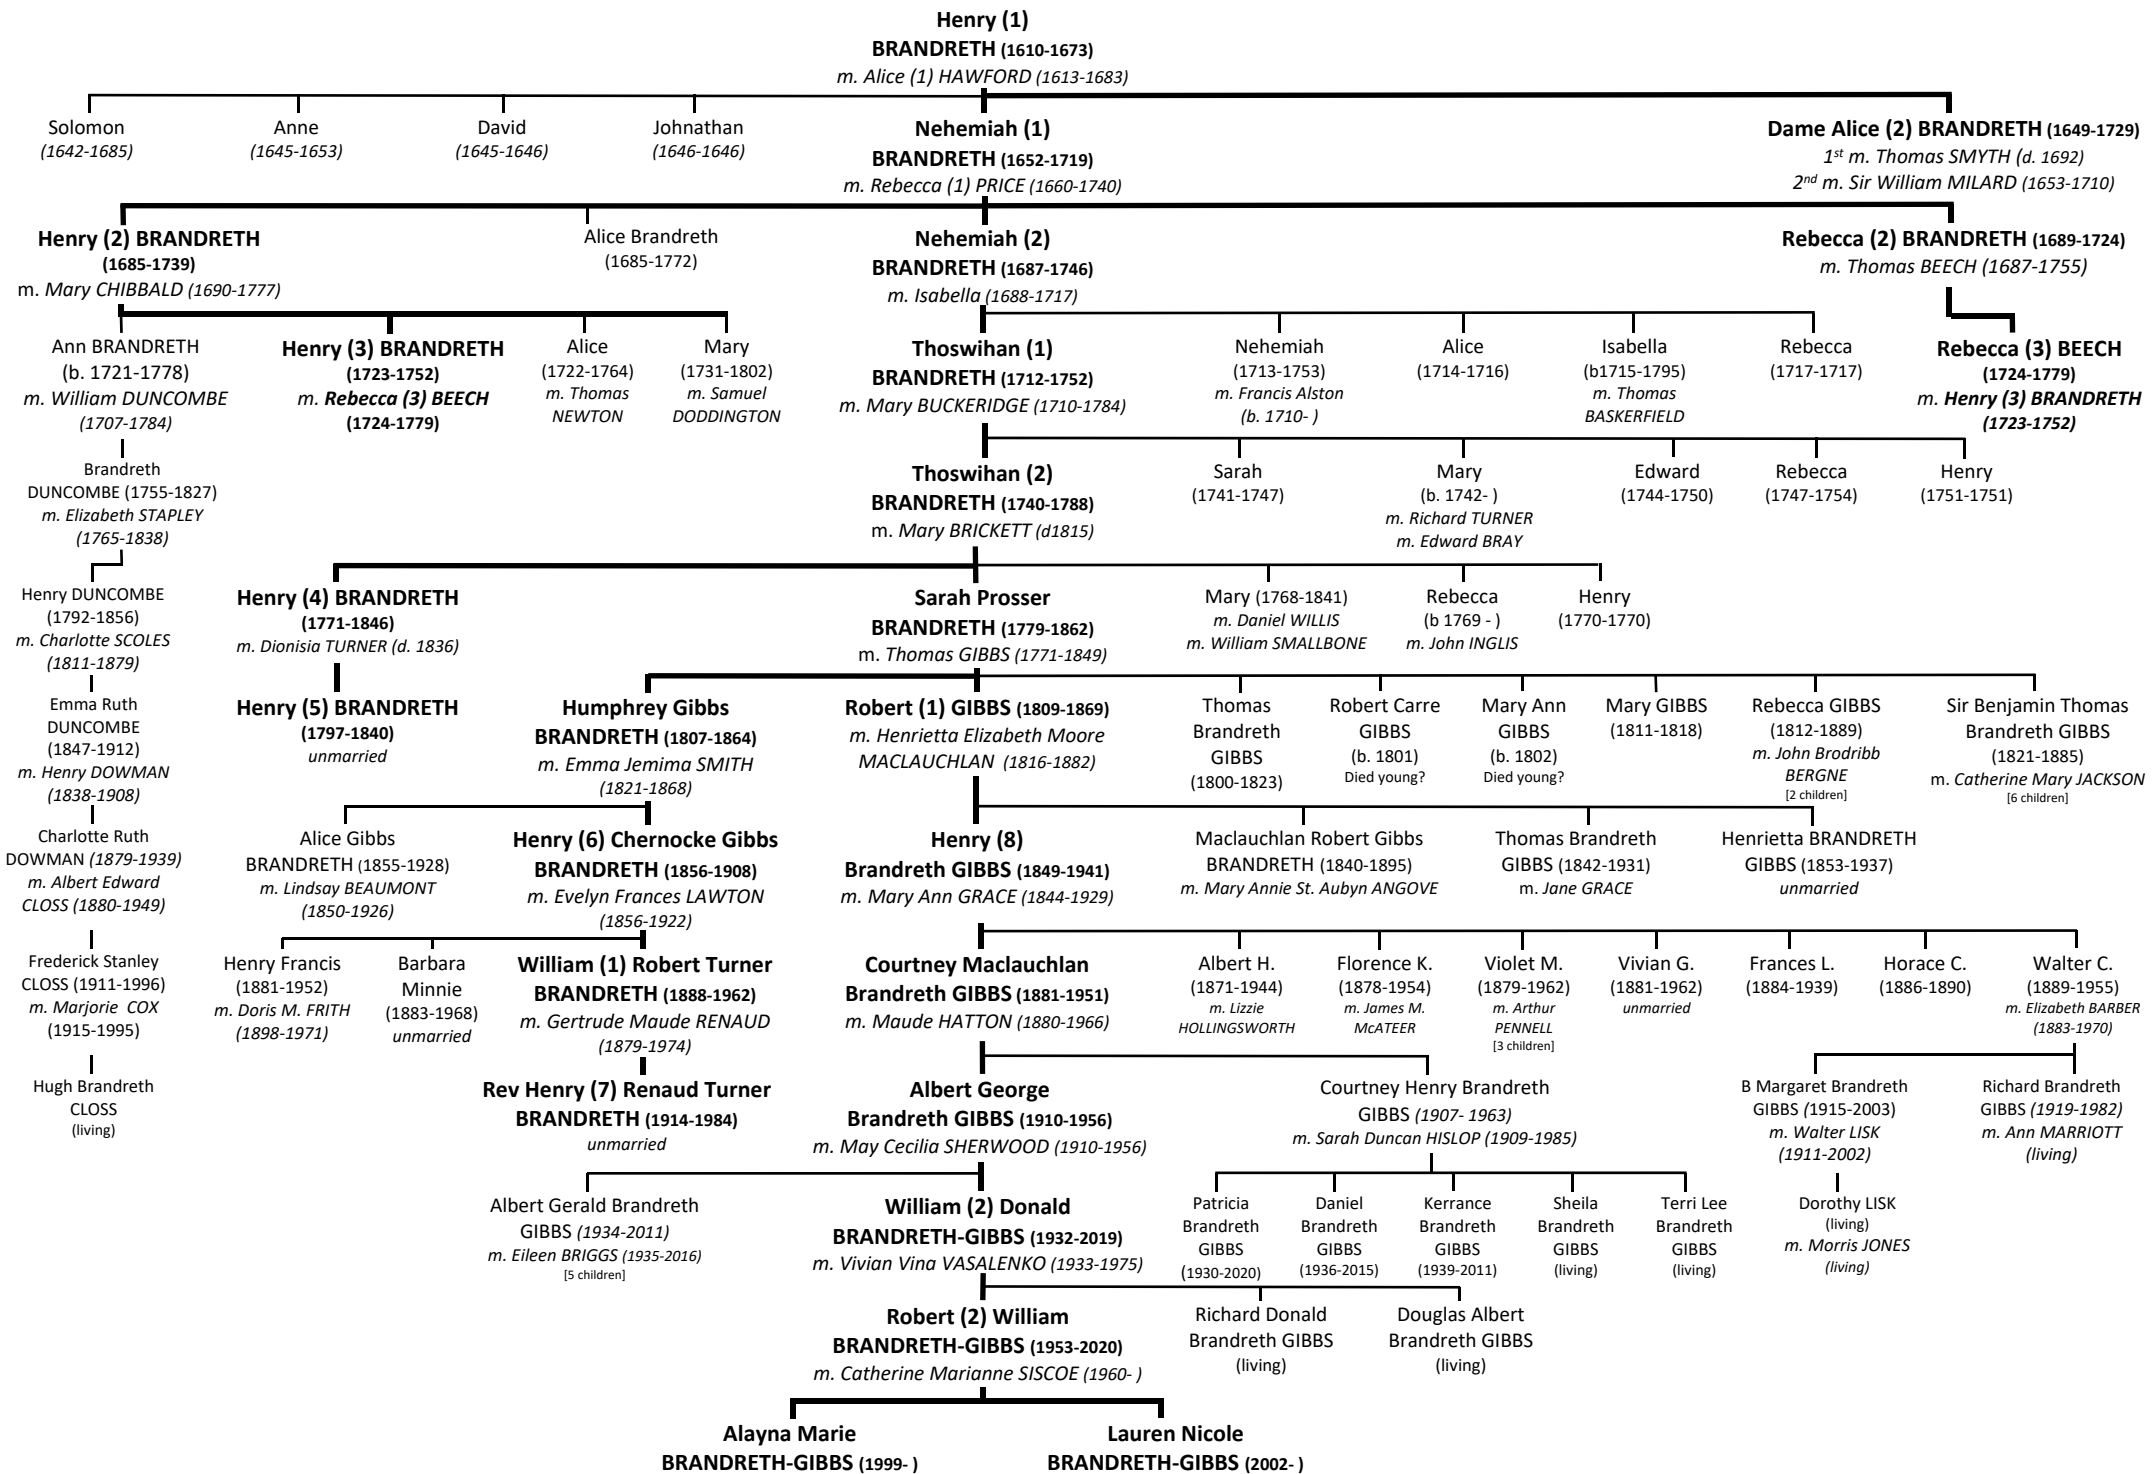 Henry (1)
BRANDRETH (1610-1673)
m. Alice (1) HAWFORD (1613-1683)
Solomon
(1642-1685)
Anne
(1645-1653)
David
(1645-1646)
Johnathan
(1646-1646)
Nehemiah (1)
BRANDRETH (1652-1719)
m. Rebecca (1) PRICE (1660-1740)
Dame Alice (2) BRANDRETH (1649-1729)
1st m. Thomas SMYTH (d. 1692)
2nd m. Sir William MILARD (1653-1710)
Henry (2) BRANDRETH
(1685-1739)
m. Mary CHIBBALD (1690-1777)
Alice Brandreth
(1685-1772)
Nehemiah (2)
BRANDRETH (1687-1746)
m. Isabella (1688-1717)
Rebecca (2) BRANDRETH (1689-1724)
m. Thomas BEECH (1687-1755)
Ann BRANDRETH
(b. 1721-1778)
m. William DUNCOMBE
(1707-1784)
Henry (3) BRANDRETH
(1723-1752)
m. Rebecca (3) BEECH
(1724-1779)
Alice
(1722-1764)
m. Thomas
NEWTON
Mary
(1731-1802)
m. Samuel
DODDINGTON
Thoswihan (1)
BRANDRETH (1712-1752)
m. Mary BUCKERIDGE (1710-1784)
Nehemiah
(1713-1753)
m. Francis Alston
(b. 1710- )
Alice
(1714-1716)
Isabella
(b1715-1795)
m. Thomas
BASKERFIELD
Rebecca
(1717-1717)
Rebecca (3) BEECH
(1724-1779)
m. Henry (3) BRANDRETH
(1723-1752)
Brandreth
DUNCOMBE (1755-1827)
m. Elizabeth STAPLEY
(1765-1838)
Thoswihan (2)
BRANDRETH (1740-1788)
m. Mary BRICKETT (d1815)
Sarah
(1741-1747)
Mary
(b. 1742- )
m. Richard TURNER
m. Edward BRAY
Edward
(1744-1750)
Rebecca
(1747-1754)
Henry
(1751-1751)
Henry DUNCOMBE
(1792-1856)
m. Charlotte SCOLES
(1811-1879)
Henry (4) BRANDRETH
(1771-1846)
m. Dionisia TURNER (d. 1836)
Sarah Prosser
BRANDRETH (1779-1862)
m. Thomas GIBBS (1771-1849)
Mary (1768-1841)
m. Daniel WILLIS
m. William SMALLBONE
Rebecca
(b 1769 - )
m. John INGLIS
Henry
(1770-1770)
Emma Ruth
DUNCOMBE
(1847-1912)
m. Henry DOWMAN
(1838-1908)
Henry (5) BRANDRETH
(1797-1840)
unmarried
Humphrey Gibbs
BRANDRETH (1807-1864)
m. Emma Jemima SMITH
(1821-1868)
Robert (1) GIBBS (1809-1869)
m. Henrietta Elizabeth Moore
MACLAUCHLAN (1816-1882)
Thomas
Brandreth
GIBBS
(1800-1823)
Robert Carre
GIBBS
(b. 1801)
Died young?
Mary Ann
GIBBS
(b. 1802)
Died young?
Mary GIBBS
(1811-1818)
Rebecca GIBBS
(1812-1889)
m. John Brodribb
BERGNE
[2 children]
Sir Benjamin Thomas
Brandreth GIBBS
(1821-1885)
m. Catherine Mary JACKSON
[6 children]
Charlotte Ruth
DOWMAN (1879-1939)
m. Albert Edward
CLOSS (1880-1949)
Alice Gibbs
BRANDRETH (1855-1928)
m. Lindsay BEAUMONT
(1850-1926)
Henry (6) Chernocke Gibbs
BRANDRETH (1856-1908)
m. Evelyn Frances LAWTON
(1856-1922)
Henry (8)
Brandreth GIBBS (1849-1941)
m. Mary Ann GRACE (1844-1929)
Maclauchlan Robert Gibbs
BRANDRETH (1840-1895)
m. Mary Annie St. Aubyn ANGOVE
Thomas Brandreth
GIBBS (1842-1931)
m. Jane GRACE
Henrietta BRANDRETH
GIBBS (1853-1937)
unmarried
Frederick Stanley
CLOSS (1911-1996)
m. Marjorie COX
(1915-1995)
Henry Francis
(1881-1952)
m. Doris M. FRITH
(1898-1971)
Barbara
Minnie
(1883-1968)
unmarried
William (1) Robert Turner
BRANDRETH (1888-1962)
m. Gertrude Maude RENAUD
(1879-1974)
Courtney Maclauchlan
Brandreth GIBBS (1881-1951)
m. Maude HATTON (1880-1966)
Albert H.
(1871-1944)
m. Lizzie
HOLLINGSWORTH
Florence K.
(1878-1954)
m. James M.
McATEER
Violet M.
(1879-1962)
m. Arthur
PENNELL
[3 children]
Vivian G.
(1881-1962)
unmarried
Frances L.
(1884-1939)
Horace C.
(1886-1890)
Walter C.
(1889-1955)
m. Elizabeth BARBER
(1883-1970)
Hugh Brandreth
CLOSS
(living)
Rev Henry (7) Renaud Turner
BRANDRETH (1914-1984)
unmarried
Albert George
Brandreth GIBBS (1910-1956)
m. May Cecilia SHERWOOD (1910-1956)
Courtney Henry Brandreth
GIBBS (1907- 1963)
m. Sarah Duncan HISLOP (1909-1985)
B Margaret Brandreth
GIBBS (1915-2003)
m. Walter LISK
(1911-2002)
Richard Brandreth
GIBBS (1919-1982)
m. Ann MARRIOTT
(living)
Albert Gerald Brandreth
GIBBS (1934-2011)
m. Eileen BRIGGS (1935-2016)
[5 children]
William (2) Donald
BRANDRETH-GIBBS (1932-2019)
m. Vivian Vina VASALENKO (1933-1975)
Patricia
Brandreth
GIBBS
(1930-2020)
Daniel
Brandreth
GIBBS
(1936-2015)
Kerrance
Brandreth
GIBBS
(1939-2011)
Sheila
Brandreth
GIBBS
(living)
Terri Lee
Brandreth
GIBBS
(living)
Dorothy LISK
(living)
m. Morris JONES
(living)
Robert (2) William
BRANDRETH-GIBBS (1953-2020)
m. Catherine Marianne SISCOE (1960- )
Richard Donald
Brandreth GIBBS
(living)
Douglas Albert
Brandreth GIBBS
(living)
Alayna Marie
BRANDRETH-GIBBS (1999- )
Lauren Nicole
BRANDRETH-GIBBS (2002- )